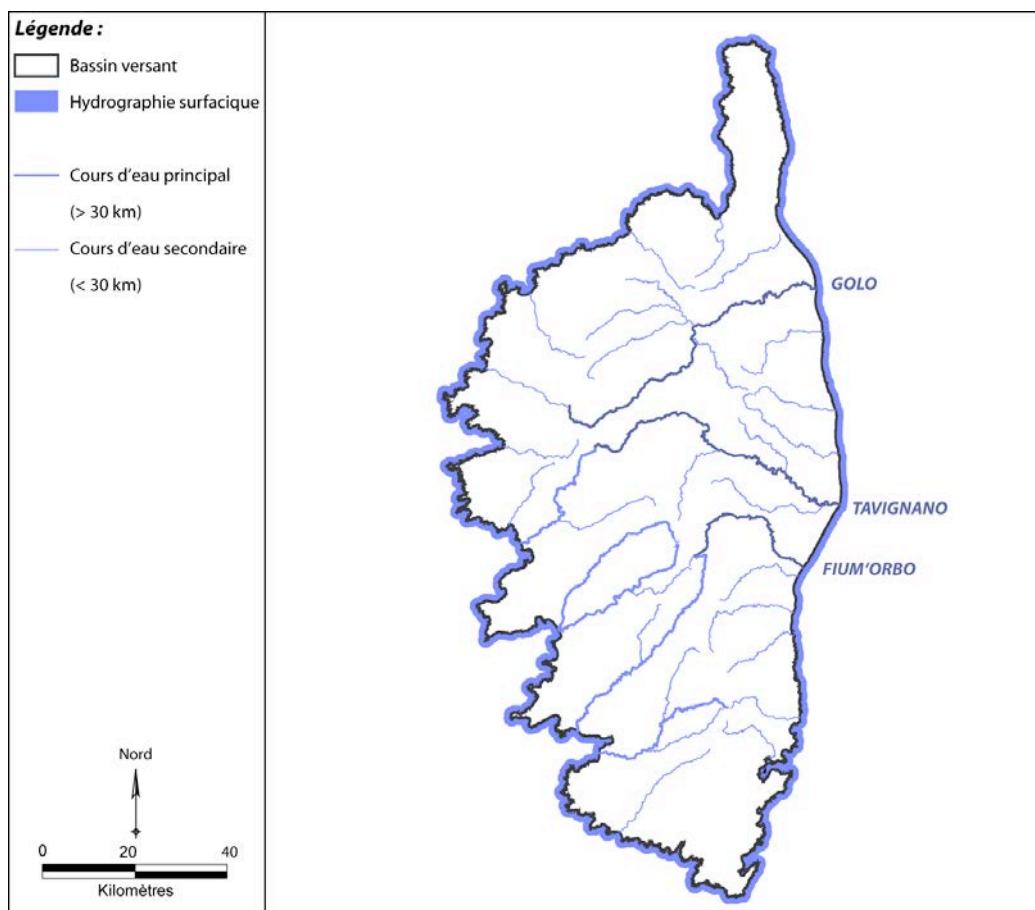 Légende :
Bassin versant
Hydrographie surfacique
Cours d'eau principal
(> 30 km)
Cours d'eau secondaire
(< 30 km)
GOLO
TAVIGNANO
FIUM'ORBO
Nord
0 20 40
Kilomètres